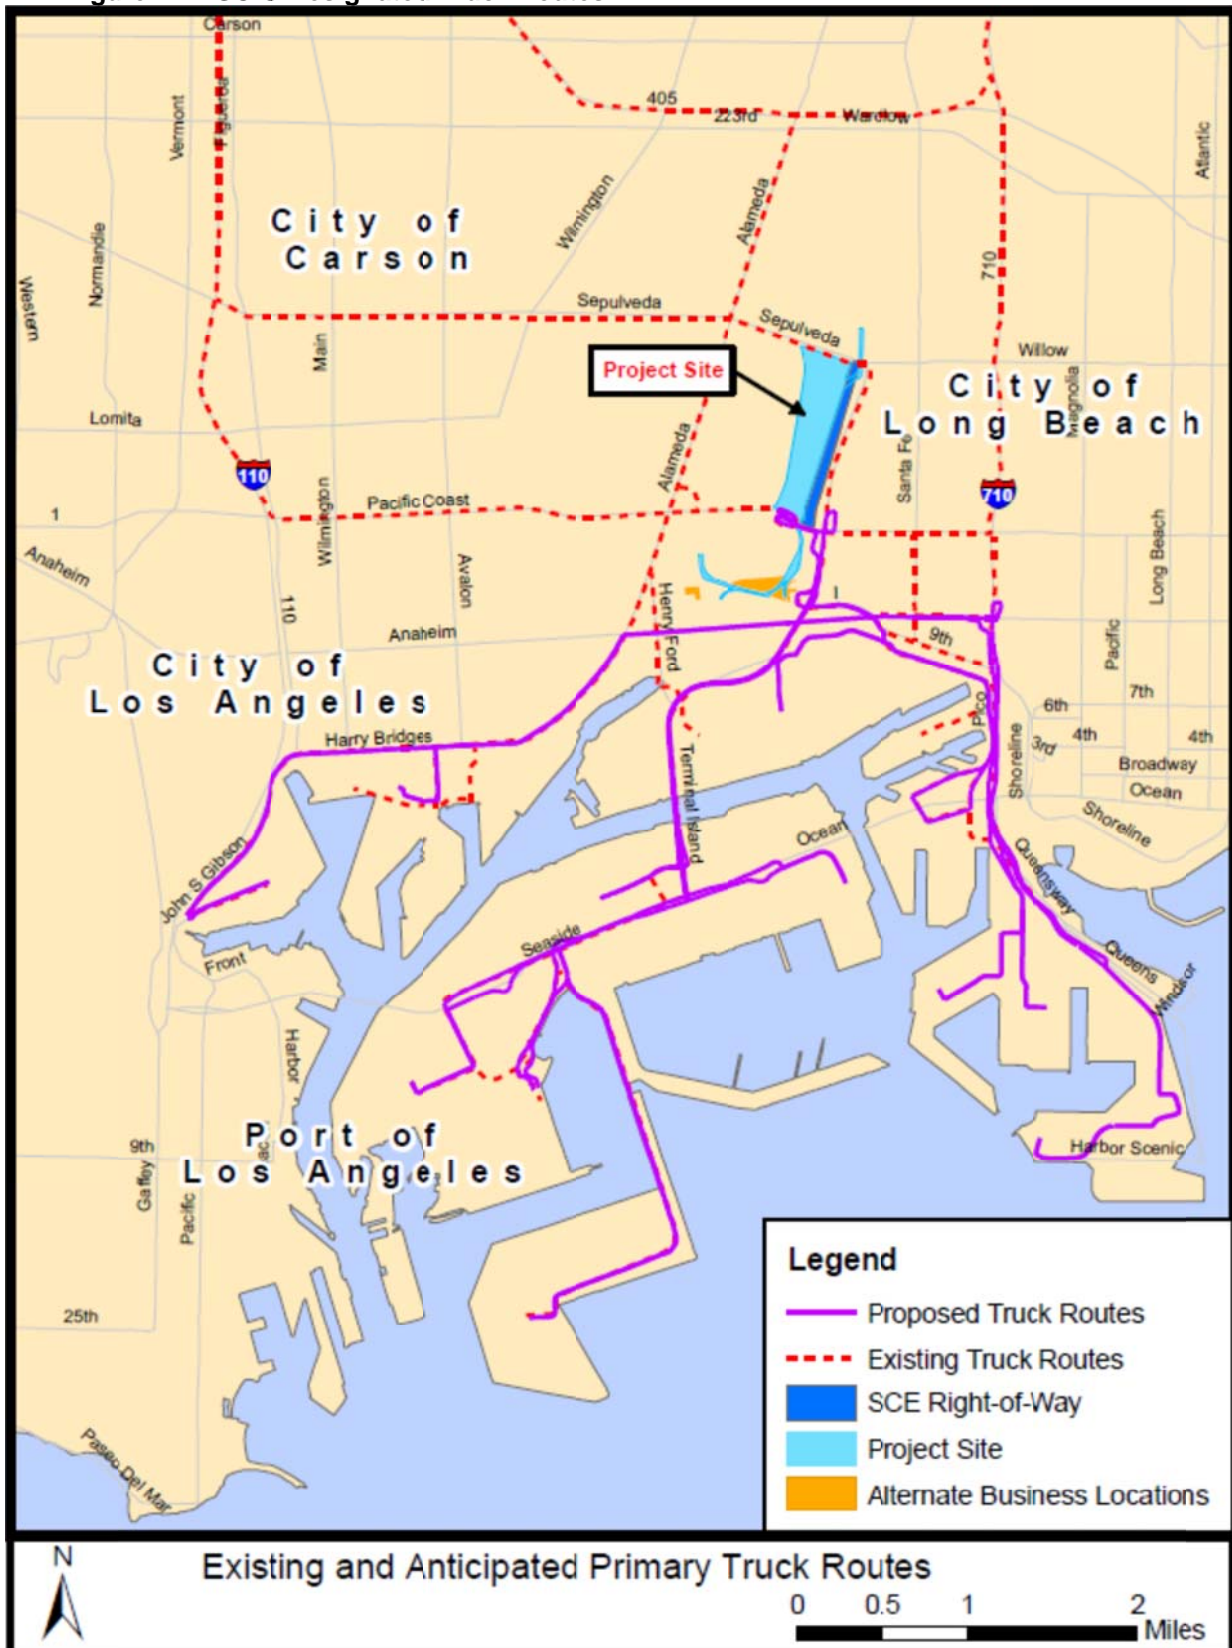 Carson
405
223rd
Wardlow
Vermont
Figueroa
Atlantic
Wilmington
Alameda
City of
Carson
Normandie
Western
710
Sepulveda
Sepulveda
Main
Willow
Project Site
City of
Long Beach
Magnolia
Lomita
Alameda
Santa Fe
110
710
Pacific Coast
1
Wilmington
Long Beach
Anaheim
Avalon
110
Henry Ford
I
Anaheim
9th
Pacific
City of
Los Angeles
7th
6th
Pico
3rd
4th
4th
Harry Bridges
Shoreline
Broadway
Ocean
Terminal Island
Shoreline
Ocean
John S Gibson
Queensway
Seaside
Front
Queens
Windsor
Harbor
Port of
Los Angeles
9th
Harbor Scenic
Gaffey
Pacific
25th
Paseo Del Mar
Legend
Proposed Truck Routes
Existing Truck Routes
SCE Right-of-Way
Project Site
Alternate Business Locations
N
Existing and Anticipated Primary Truck Routes
0 0.5 1 2
Miles